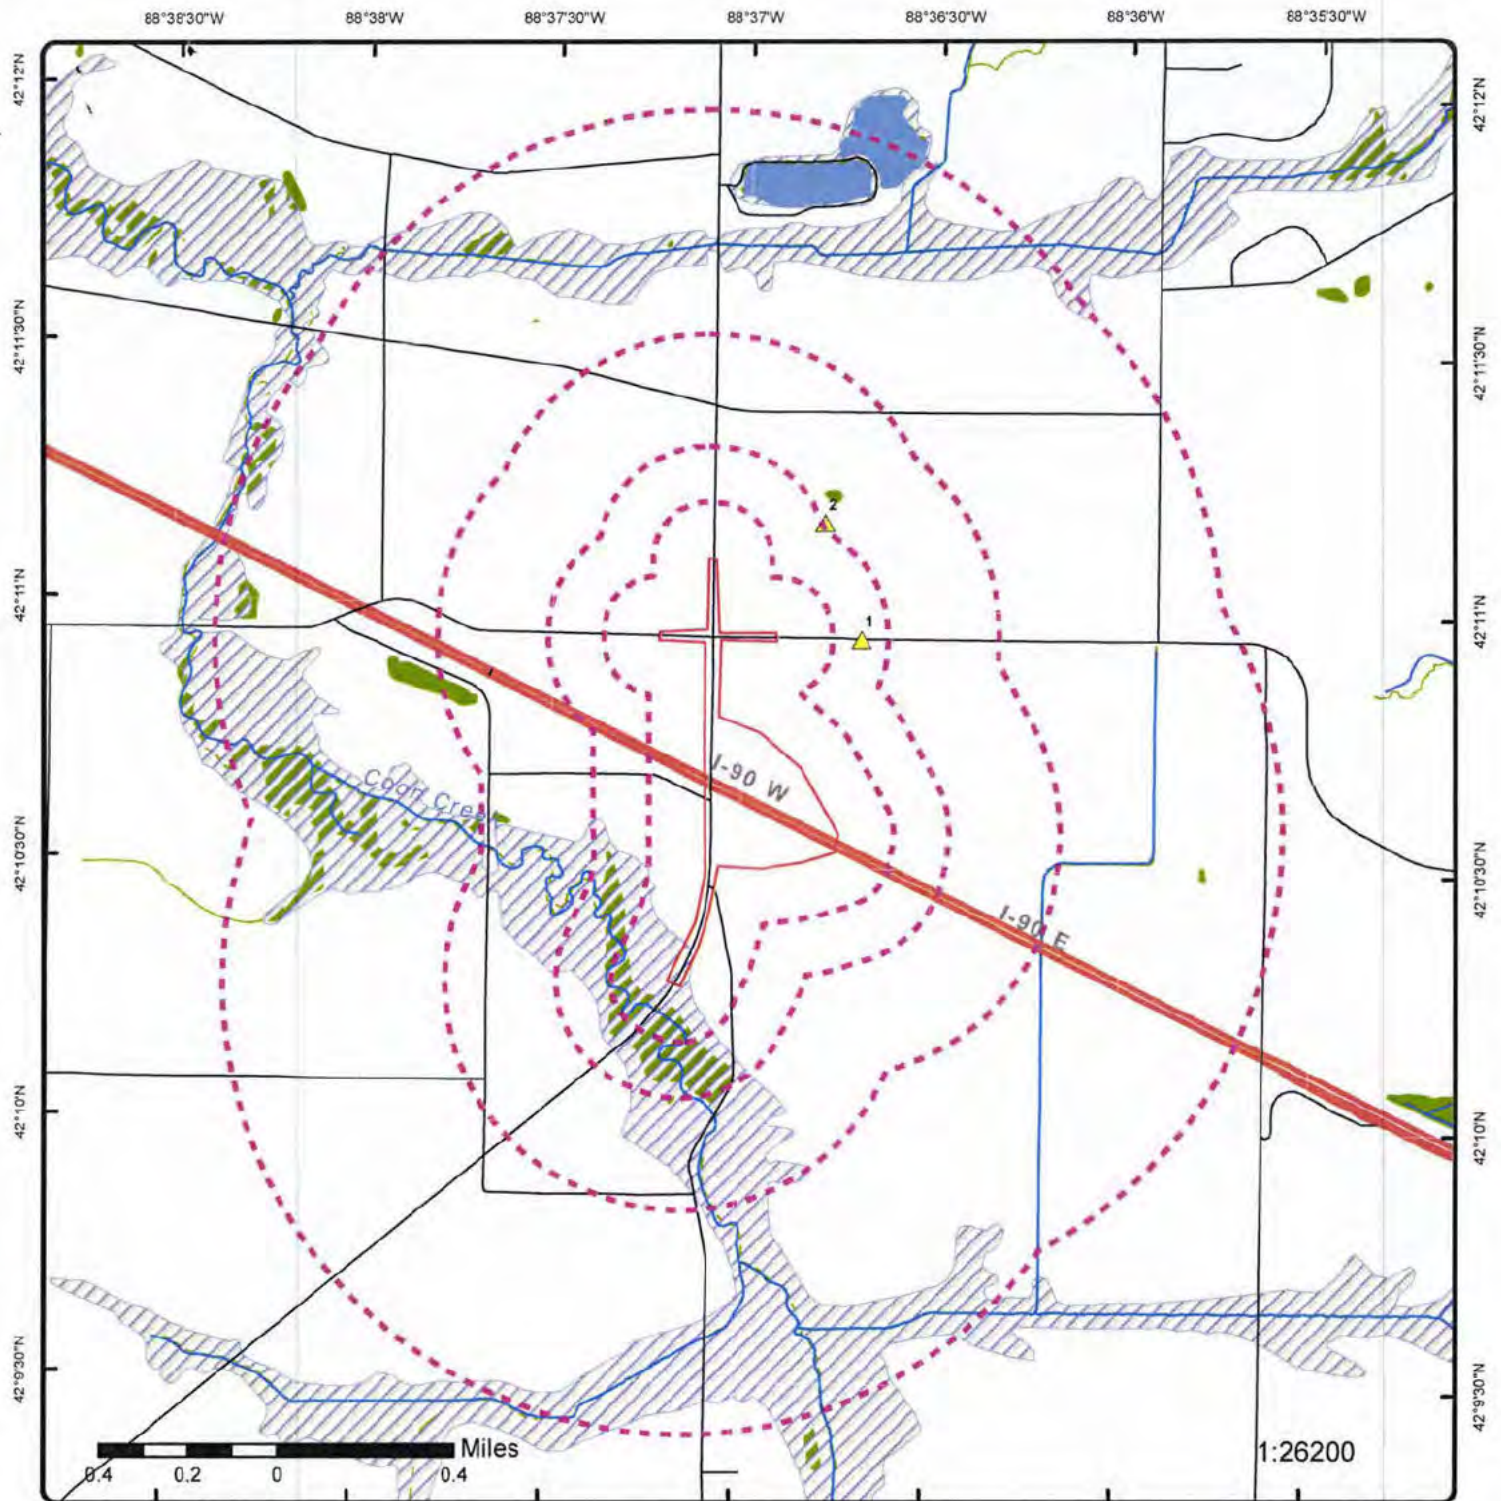 88°38'30"W 88°38'W 88°37'30"W 88°37'W 88°36'30"W 88°36'W 88°35'30"W
42°12'N 42°12'N
42°11'30"N 42°11'30"N
2
42°11'N 42°11'N
1
I-90 W
Coon Creek
42°10'30"N 42°10'30"N
I-90 E
42°10'N 42°10'N
42°9'30"N 42°9'30"N
Miles
1:26200
0.4 0.2 0 0.4